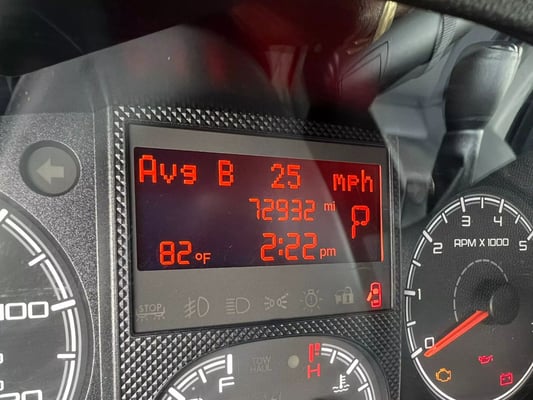 Avg B 25 mph
72932 mi
P
82°F
2:22 pm
STOP
100
F
TOW
HAUL
H
0
1
2
3
4
5
RPM X 1000